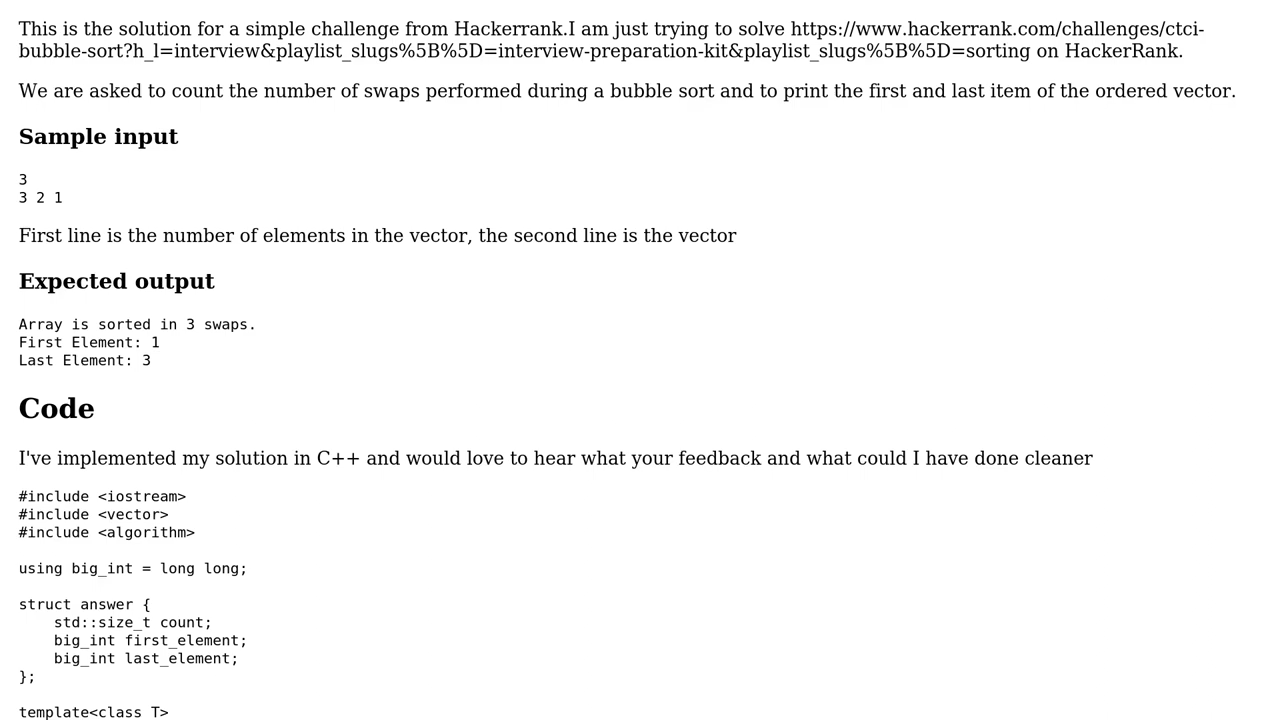 This is the solution for a simple challenge from Hackerrank.I am just trying to solve https://www.hackerrank.com/challenges/ctci-
bubble-sort?h_l=interview&playlist_slugs%5B%5D=interview-preparation-kit&playlist_slugs%5B%5D=sorting on HackerRank.
We are asked to count the number of swaps performed during a bubble sort and to print the first and last item of the ordered vector.
Sample input
3
3 2 1
First line is the number of elements in the vector, the second line is the vector
Expected output
Array is sorted in 3 swaps.
First Element: 1
Last Element: 3
Code
I've implemented my solution in C++ and would love to hear what your feedback and what could I have done cleaner
#include <iostream>
#include <vector>
#include <algorithm>
using big_int = long long;
struct answer {
    std::size_t count;
    big_int first_element;
    big_int last_element;
};
template<class T>